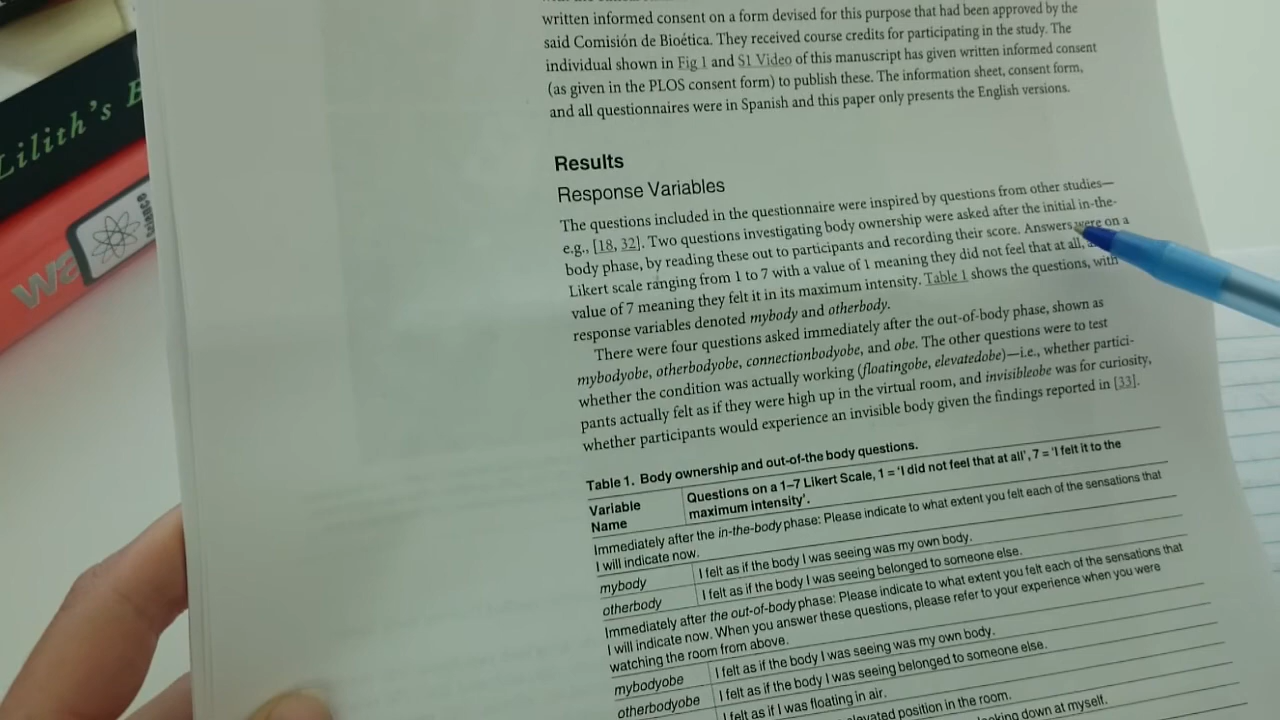 Lilith's
written informed consent on a form devised for this purpose that had been approved by the
said Comisión de Bioética. They received course credits for participating in the study. The
individual shown in Fig 1 and S1 Video of this manuscript has given written informed consent
(as given in the PLOS consent form) to publish these. The information sheet, consent form,
and all questionnaires were in Spanish and this paper only presents the English versions.
Results
Response Variables
The questions included in the questionnaire were inspired by questions from other studies—
e.g., [18, 32]. Two questions investigating body ownership were asked after the initial in-the-
body phase, by reading these out to participants and recording their score. Answers were on a
Likert scale ranging from 1 to 7 with a value of 1 meaning they did not feel that at all,
value of 7 meaning they felt it in its maximum intensity. Table 1 shows the questions, with
response variables denoted mybody and otherbody.
There were four questions asked immediately after the out-of-body phase, shown as
mybodyobe, otherbodyobe, connectionbodyobe, and obe. The other questions were to test
whether the condition was actually working (floatingobe, elevatedobe)—i.e., whether partici-
pants actually felt as if they were high up in the virtual room, and invisibleobe was for curiosity,
whether participants would experience an invisible body given the findings reported in [33].
Table 1. Body ownership and out-of-the body questions.
Variable Name
Questions on a 1–7 Likert Scale, 1 = 'I did not feel that at all', 7 = 'I felt it to the
maximum intensity'.
Immediately after the in-the-body phase: Please indicate to what extent you felt each of the sensations that
I will indicate now.
mybody I felt as if the body I was seeing was my own body.
otherbody I felt as if the body I was seeing belonged to someone else.
Immediately after the out-of-body phase: Please indicate to what extent you felt each of the sensations that
I will indicate now. When you answer these questions, please refer to your experience when you were
watching the room from above.
mybodyobe I felt as if the body I was seeing was my own body.
otherbodyobe I felt as if the body I was seeing belonged to someone else.
I felt as if I was floating in air.
elevated position in the room.
looking down at myself.